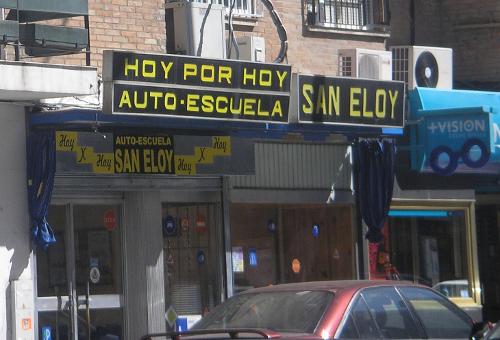 HOY POR HOY
AUTO-ESCUELA
SAN ELOY
+VISION
AUTO-ESCUELA
SAN ELOY
Hoy X Hoy
Hoy X Hoy